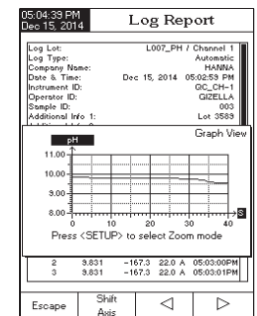 05:04:39 PM
Dec 15, 2014
Log Report
Log Lot: L007_PH / Channel 1
Log Type: Automatic
Company Name: HANNA
Date & Time: Dec 15, 2014 05:02:59 PM
Instrument ID: QC_CH-1
Operator ID: GIZELLA
Sample ID: 003
Additional Info 1: Lot 3589
Graph View
pH
11.00
10.00
9.00
8.00
0 10 20 30 40
S
Press <SETUP> to select Zoom mode
2 9.831 -167.3 22.0 A 05:03:00PM
3 9.831 -167.3 22.0 A 05:03:01PM
Escape
Shift
Axis